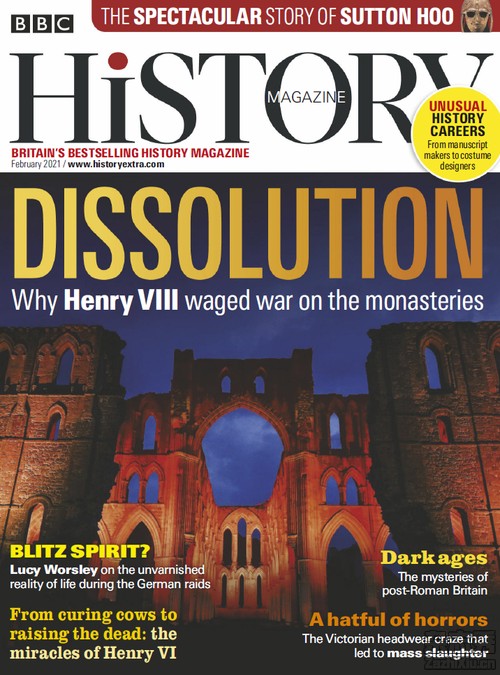 BBC
THE SPECTACULAR STORY OF SUTTON HOO
HiSTORY
MAGAZINE
BRITAIN'S BESTSELLING HISTORY MAGAZINE
February 2021 / www.historyextra.com
UNUSUAL
HISTORY
CAREERS
From manuscript
makers to costume
designers
DISSOLUTION
Why Henry VIII waged war on the monasteries
BLITZ SPIRIT?
Lucy Worsley on the unvarnished
reality of life during the German raids
From curing cows to
raising the dead: the
miracles of Henry VI
Dark ages
The mysteries of
post-Roman Britain
A hatful of horrors
The Victorian headwear craze that
led to mass slaughter